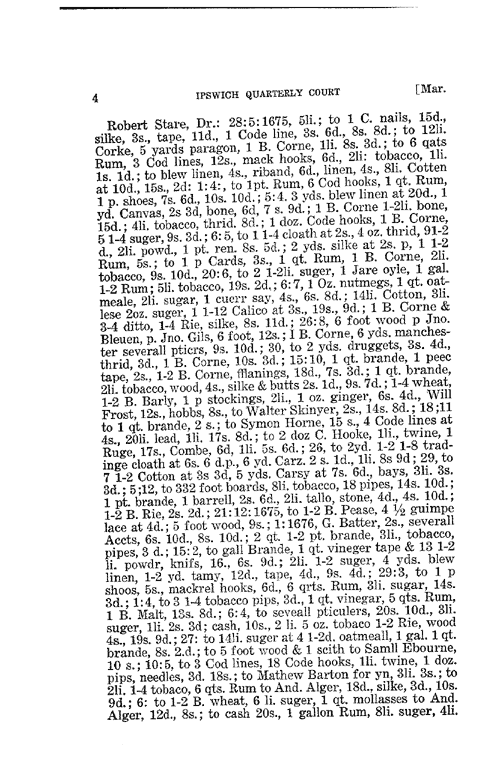 4 IPSWICH QUARTERLY COURT [Mar.
Robert Stare, Dr.: 28:5:1675, 5li.; to 1 C. nails, 15d.,
silke, 3s., tape, 11d., 1 Code line, 3s. 6d., 8s. 8d.; to 12li.
Corke, 5 yards paragon, 1 B. Corne, 1li. 8s. 3d.; to 6 qats
Rum, 3 Cod lines, 12s., mack hooks, 6d., 2li: tobacco, 1li.
1s. 1d.; to blew linen, 4s., riband, 6d., linen, 4s., 8li. Cotten
at 10d., 15s., 2d: 1:4:, to 1pt. Rum, 6 Cod hooks, 1 qt. Rum,
1 p. shoes, 7s. 6d., 10s. 10d.; 5:4. 3 yds. blew linen at 20d., 1
yd. Canvas, 2s 3d, bone, 6d, 7 s. 9d.; 1 B. Corne 1-2li. bone,
15d.; 4li. tobacco, thrid. 8d.; 1 doz. Code hooks, 1 B. Corne,
5 1-4 suger, 9s. 3d.; 6:5, to 1 1-4 cloath at 2s., 4 oz. thrid, 91-2
d., 2li. powd., 1 pt. ren. 8s. 5d.; 2 yds. silke at 2s. p, 1 1-2
Rum, 5s.; to 1 p Cards, 3s., 1 qt. Rum, 1 B. Corne, 2li.
tobacco, 9s. 10d., 20:6, to 2 1-2li. suger, 1 Jare oyle, 1 gal.
1-2 Rum; 5li. tobacco, 19s. 2d.; 6:7, 1 Oz. nutmegs, 1 qt. oat-
meale, 2li. sugar, 1 cuerr say, 4s., 6s. 8d.; 14li. Cotton, 3li.
lese 2oz. suger, 1 1-12 Calico at 3s., 19s., 9d.; 1 B. Corne &
3-4 ditto, 1-4 Rie, silke, 8s. 11d.; 26:8, 6 foot wood p Jno.
Bleuen, p. Jno. Gils, 6 foot, 12s.; 1 B. Corne, 6 yds. manches-
ter severall pticrs, 9s. 10d.; 30, to 2 yds. druggets, 3s. 4d.,
thrid, 3d., 1 B. Corne, 10s. 3d.; 15:10, 1 qt. brande, 1 peec
tape, 2s., 1-2 B. Corne, fflanings, 18d., 7s. 3d.; 1 qt. brande,
2li. tobacco, wood, 4s., silke & butts 2s. 1d., 9s. 7d.; 1-4 wheat,
1-2 B. Barly, 1 p stockings, 2li., 1 oz. ginger, 6s. 4d., Will
Frost, 12s., hobbs, 8s., to Walter Skinyer, 2s., 14s. 8d.; 18;11
to 1 qt. brande, 2 s.; to Symon Horne, 15 s., 4 Code lines at
4s., 20li. lead, 1li. 17s. 8d.; to 2 doz C. Hooke, 1li., twine, 1
Ruge, 17s., Combe, 6d, 1li. 5s. 6d.; 26, to 2yd. 1-2 1-8 trad-
inge cloath at 6s. 6 d.p., 6 yd. Carz. 2 s. 1d., 1li. 8s 9d; 29, to
7 1-2 Cotton at 3s 3d, 5 yds. Carsy at 7s. 6d., bays, 3li. 3s.
3d.; 5;12, to 332 foot boards, 8li. tobacco, 18 pipes, 14s. 10d.;
1 pt. brande, 1 barrell, 2s. 6d., 2li. tallo, stone, 4d., 4s. 10d.;
1-2 B. Rie, 2s. 2d.; 21:12:1675, to 1-2 B. Pease, 4 ½ guimpe
lace at 4d.; 5 foot wood, 9s.; 1:1676, G. Batter, 2s., severall
Accts, 6s. 10d., 8s. 10d.; 2 qt. 1-2 pt. brande, 3li., tobacco,
pipes, 3 d.; 15:2, to gall Brande, 1 qt. vineger tape & 13 1-2
li. powdr, knifs, 16., 6s. 9d.; 2li. 1-2 suger, 4 yds. blew
linen, 1-2 yd. tamy, 12d., tape, 4d., 9s. 4d.; 29:3, to 1 p
shoos, 5s., mackrel hooks, 6d., 6 qrts. Rum, 3li. sugar, 14s.
3d.; 1:4, to 3 1-4 tobacco pips, 3d., 1 qt. vinegar, 5 qts. Rum,
1 B. Malt, 13s. 8d.; 6:4, to seveall pticulers, 20s. 10d., 3li.
suger, 1li. 2s. 3d; cash, 10s., 2 li. 5 oz. tobaco 1-2 Rie, wood
4s., 19s. 9d.; 27: to 14li. suger at 4 1-2d. oatmeall, 1 gal. 1 qt.
brande, 8s. 2.d.; to 5 foot wood & 1 scith to Samll Ebourne,
10 s.; 10:5, to 3 Cod lines, 18 Code hooks, 1li. twine, 1 doz.
pips, needles, 3d. 18s.; to Mathew Barton for yn, 3li. 3s.; to
2li. 1-4 tobaco, 6 qts. Rum to And. Alger, 18d., silke, 3d., 10s.
9d.; 6: to 1-2 B. wheat, 6 li. suger, 1 qt. mollasses to And.
Alger, 12d., 8s.; to cash 20s., 1 gallon Rum, 8li. suger, 4li.